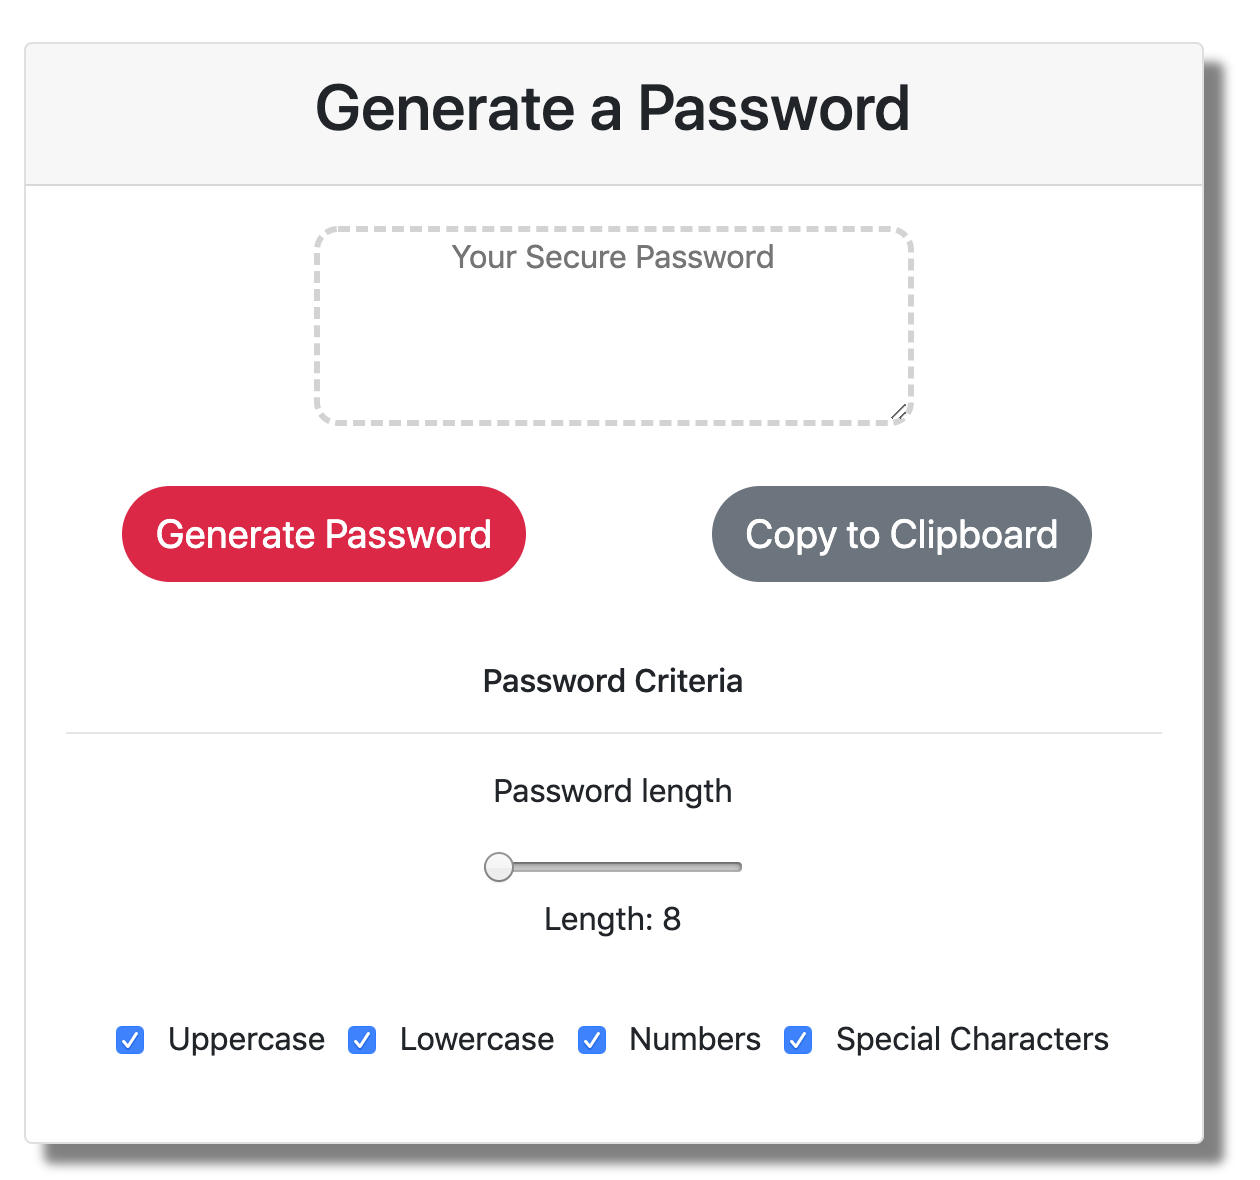 Generate a Password
Your Secure Password
Generate Password Copy to Clipboard
Password Criteria
Password length
Length: 8
Uppercase Lowercase Numbers Special Characters